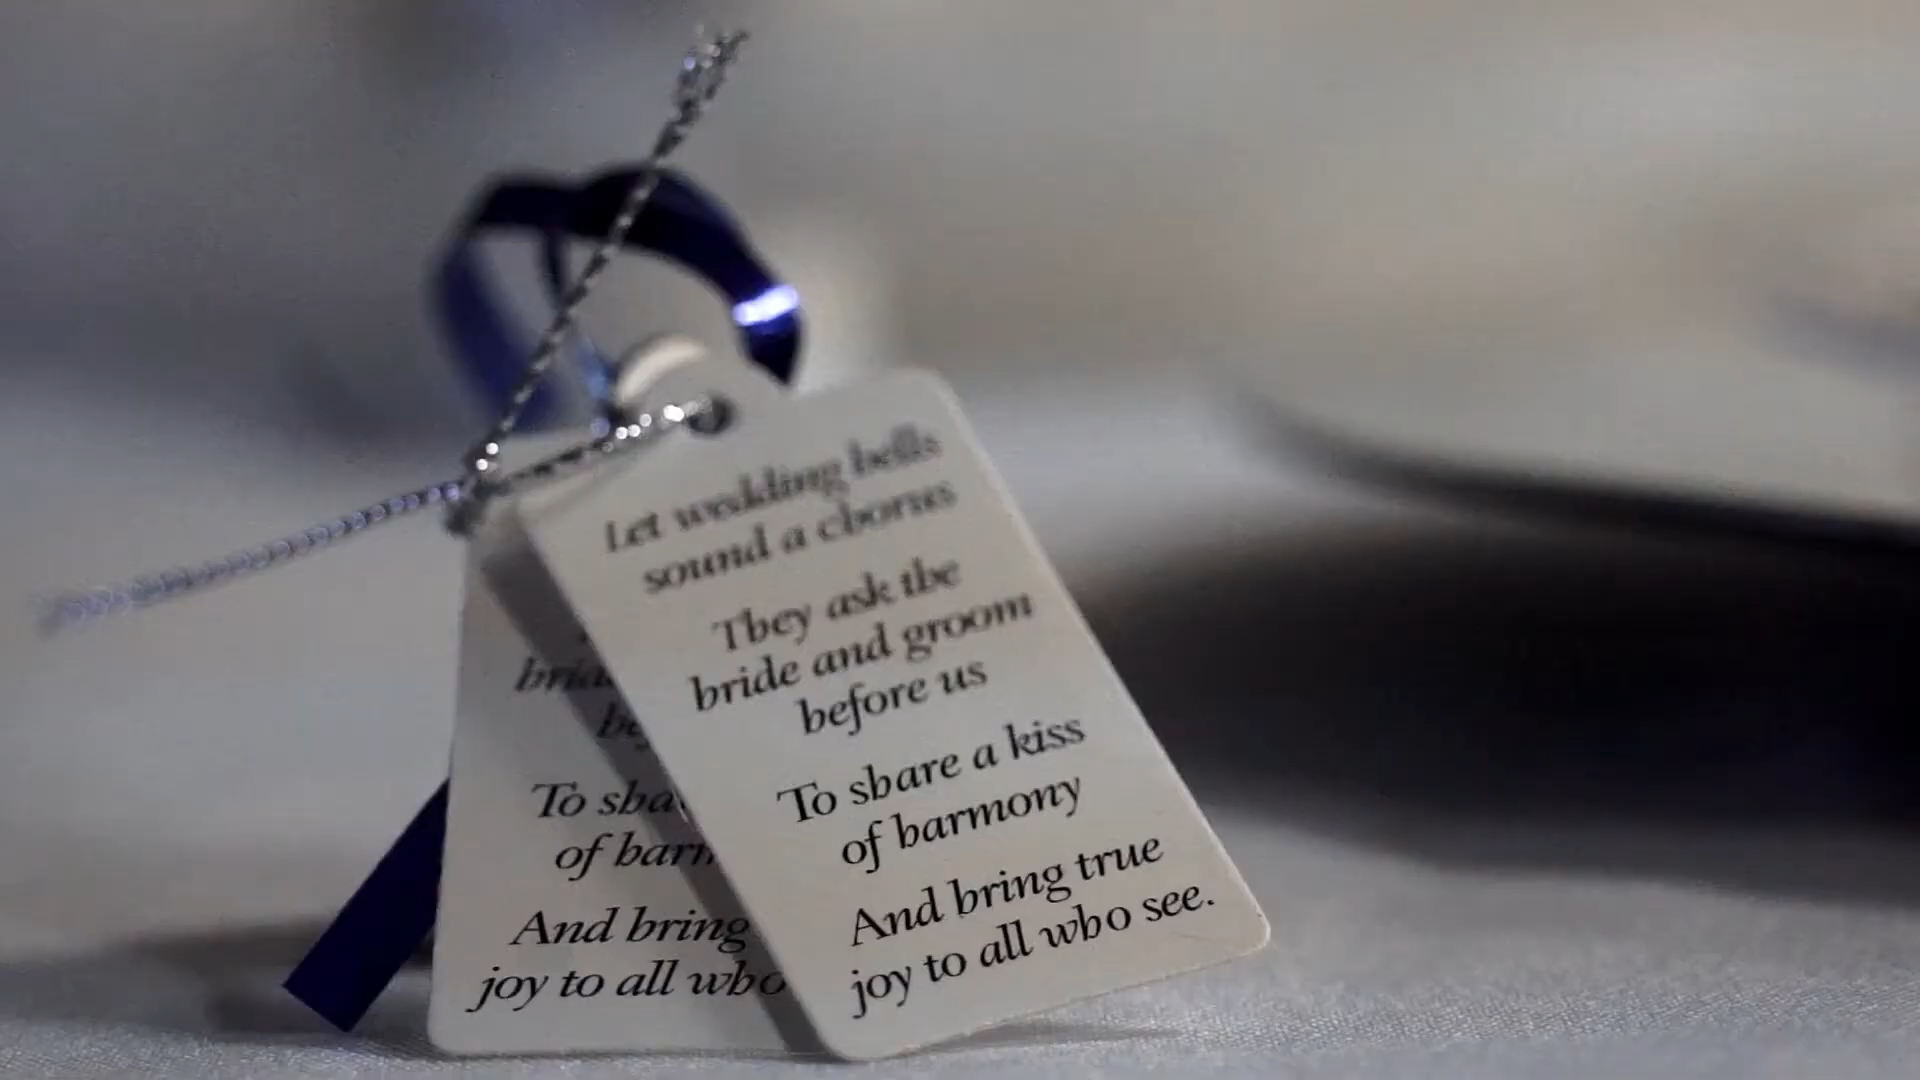 Let wedding bells
sound a chorus
They ask the
bride and groom
before us
To share a kiss
of harmony
And bring true
joy to all who see.
To sha
of harm
And bring
joy to all who